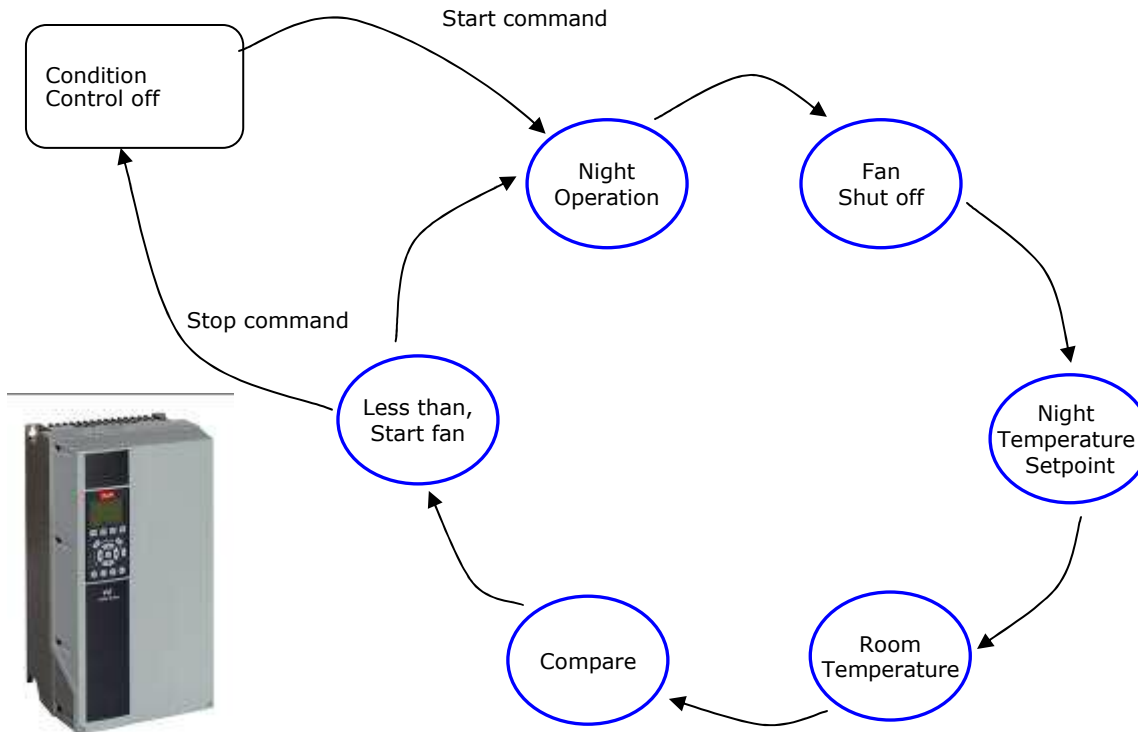 Start command
Condition
Control off
Night
Operation
Fan
Shut off
Stop command
Less than,
Start fan
Night
Temperature
Setpoint
Compare
Room
Temperature